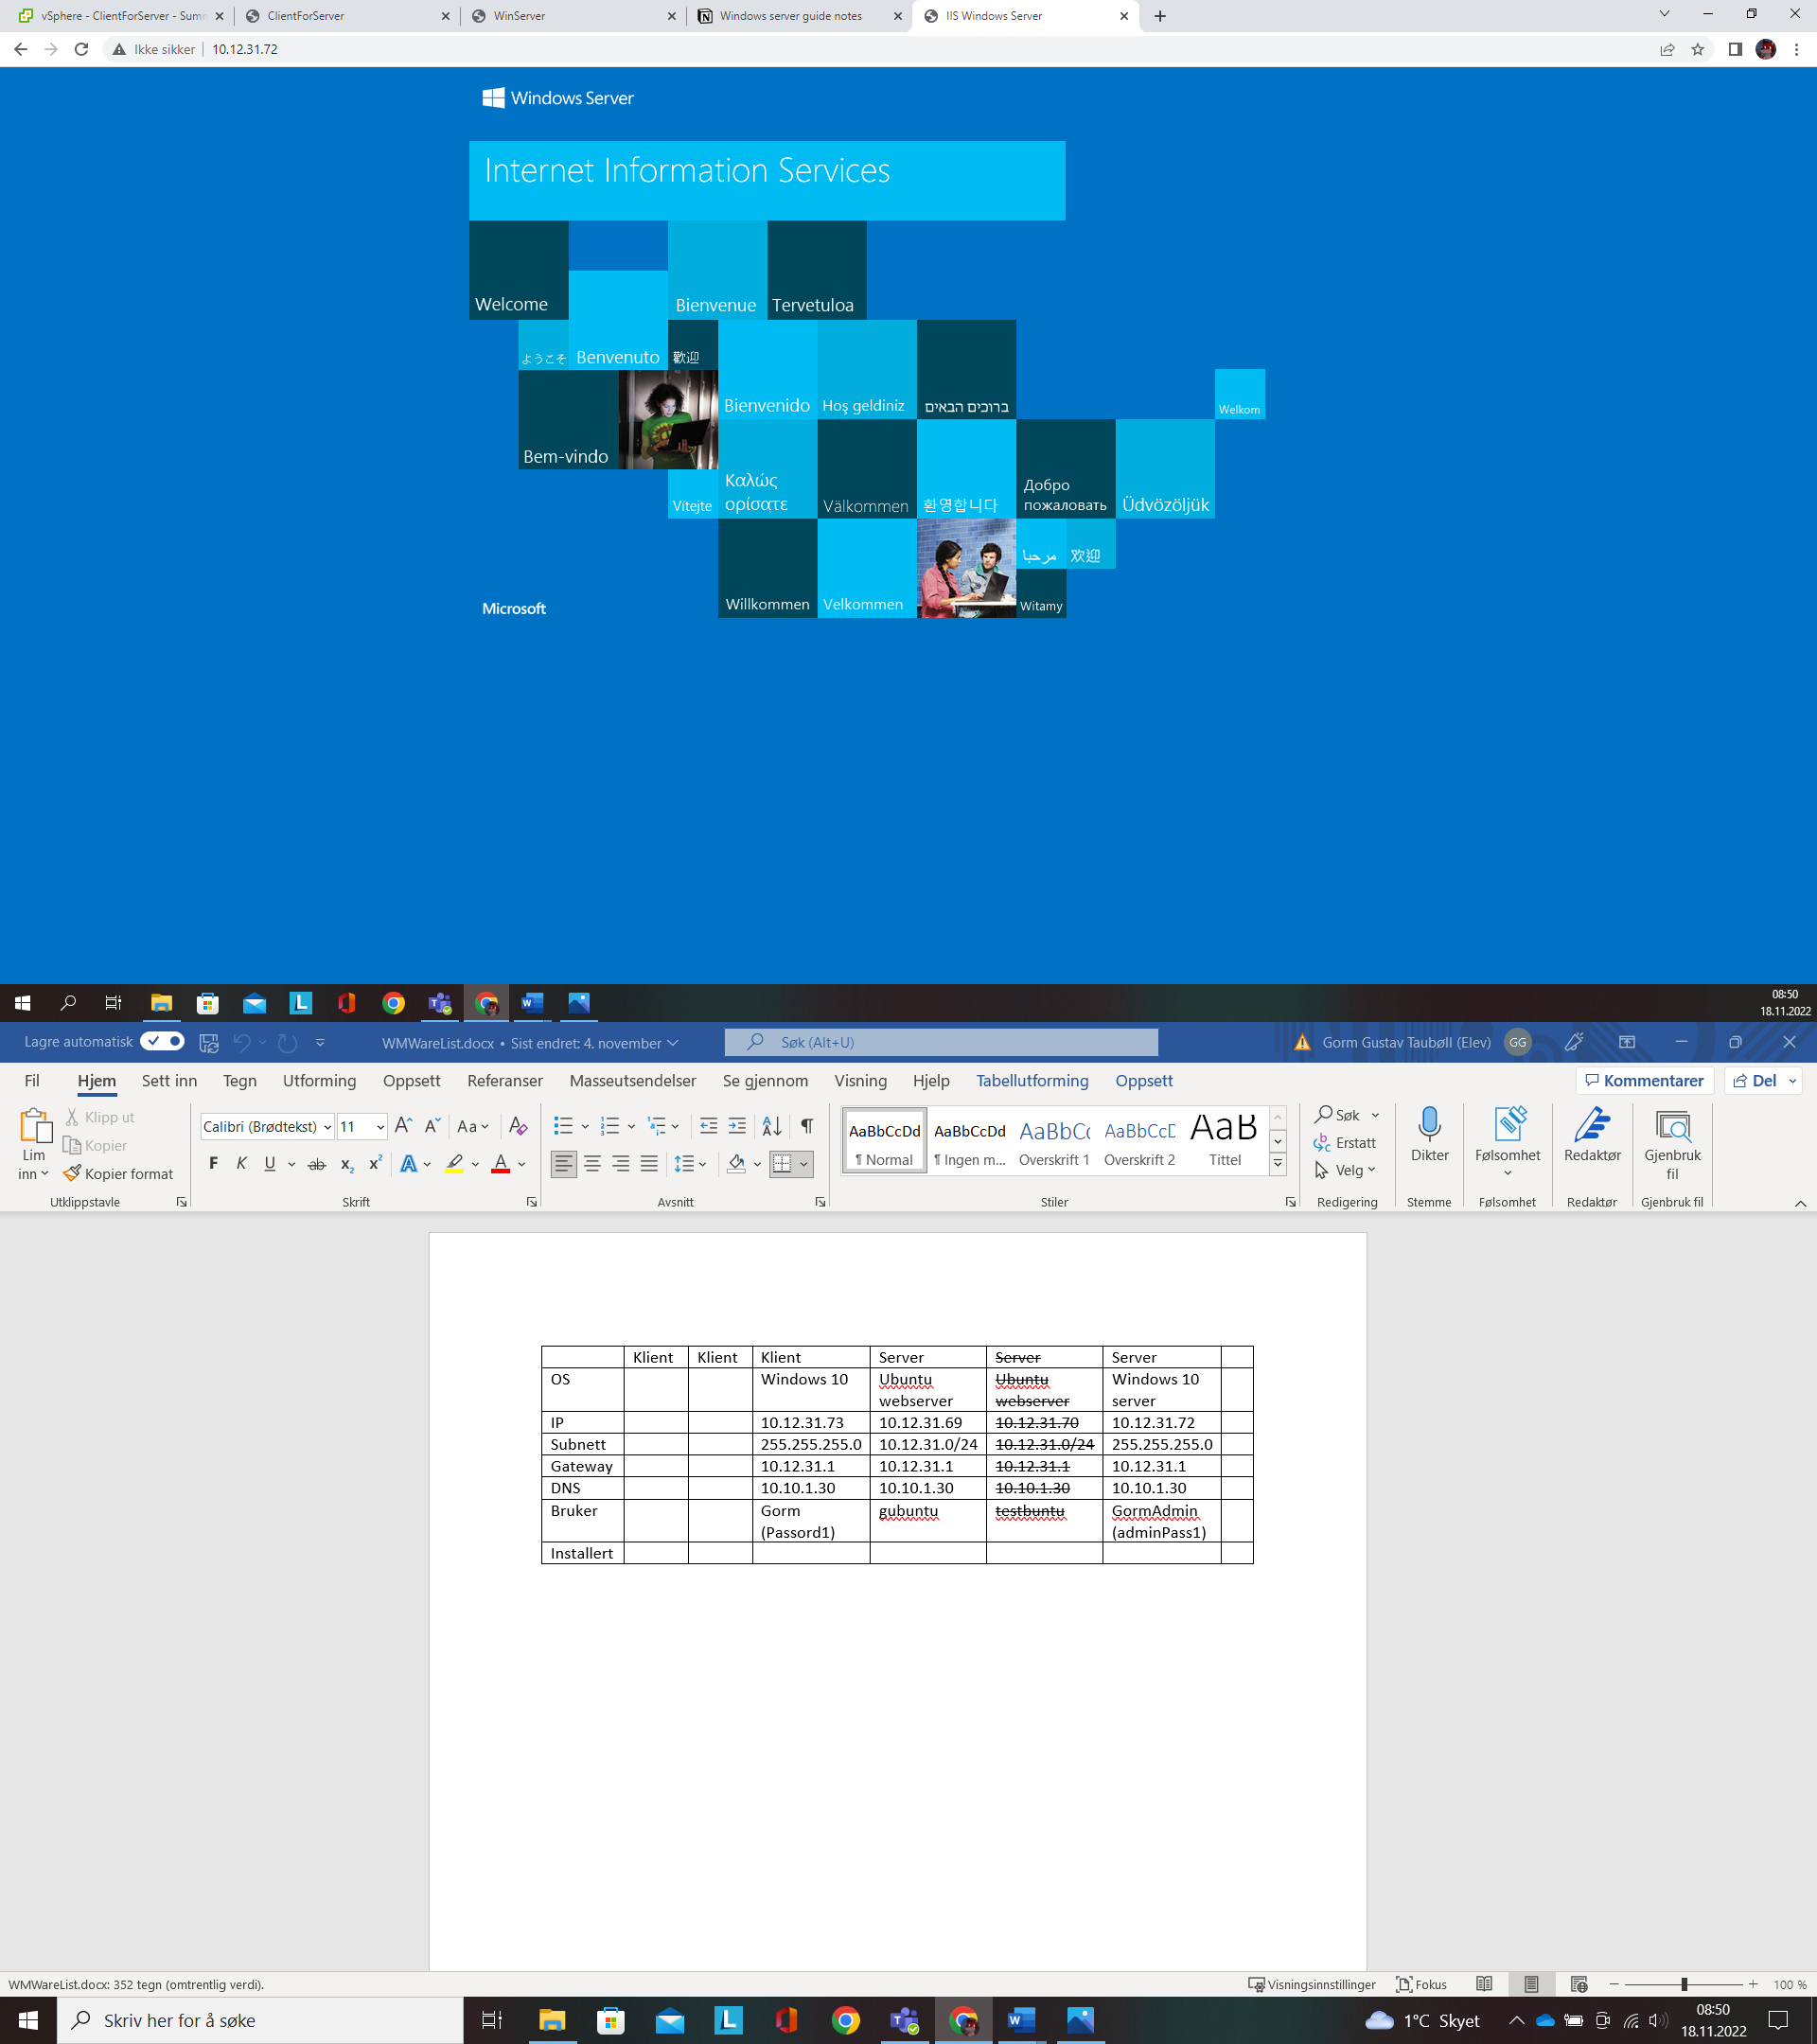 vSphere - ClientForServer - Sum
ClientForServer
WinServer
Windows server guide notes
IIS Windows Server
Ikke sikker
10.12.31.72
Windows Server
Internet Information Services
Welcome
Bienvenue
Tervetuloa
ようこそ
Benvenuto
歡迎
Bienvenido
Hoş geldiniz
ברוכים הבאים
Welkom
Bem-vindo
Vítejte
Καλώς
ορίσατε
Välkommen
환영합니다
Добро
пожаловать
Üdvözöljük
مرحبا
欢迎
Willkommen
Velkommen
Witamy
Microsoft
08:50
18.11.2022
Lagre automatisk
WMWareList.docx • Sist endret: 4. november
Søk (Alt+U)
Gorm Gustav Taubøll (Elev)
GG
Fil Hjem Sett inn Tegn Utforming Oppsett Referanser Masseutsendelser Se gjennom Visning Hjelp Tabellutforming Oppsett
Kommentarer
Del
Lim
inn
Klipp ut
Kopier
Kopier format
Utklippstavle
Calibri (Brødtekst) 11
Aa
F K U ab x₂ x² A A
Skrift
Avsnitt
AaBbCcDd AaBbCcDd AaBbC AaBbCcE AaB
¶ Normal ¶ Ingen m... Overskrift 1 Overskrift 2 Tittel
Stiler
Søk
Erstatt
Velg
Redigering
Dikter
Stemme
Følsomhet
Følsomhet
Redaktør
Redaktør
Gjenbruk
fil
Gjenbruk fil
Klient Klient Klient Server Server Server
OS Windows 10 Ubuntu webserver Ubuntu webserver Windows 10 server
IP 10.12.31.73 10.12.31.69 10.12.31.70 10.12.31.72
Subnett 255.255.255.0 10.12.31.0/24 10.12.31.0/24 255.255.255.0
Gateway 10.12.31.1 10.12.31.1 10.12.31.1 10.12.31.1
DNS 10.10.1.30 10.10.1.30 10.10.1.30 10.10.1.30
Bruker Gorm (Passord1) gubuntu testbuntu GormAdmin (adminPass1)
Installert
WMWareList.docx: 352 tegn (omtrentlig verdi).
Visningsinnstillinger
Fokus
100 %
Skriv her for å søke
1°C Skyet
08:50
18.11.2022